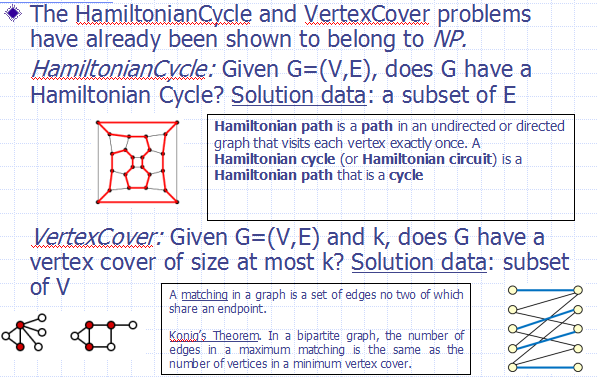 The HamiltonianCycle and VertexCover problems
have already been shown to belong to NP.
HamiltonianCycle: Given G=(V,E), does G have a
Hamiltonian Cycle? Solution data: a subset of E
Hamiltonian path is a path in an undirected or directed
graph that visits each vertex exactly once. A
Hamiltonian cycle (or Hamiltonian circuit) is a
Hamiltonian path that is a cycle
VertexCover: Given G=(V,E) and k, does G have a
vertex cover of size at most k? Solution data: subset
of V
A matching in a graph is a set of edges no two of which
share an endpoint.
Konig's Theorem. In a bipartite graph, the number of
edges in a maximum matching is the same as the
number of vertices in a minimum vertex cover.